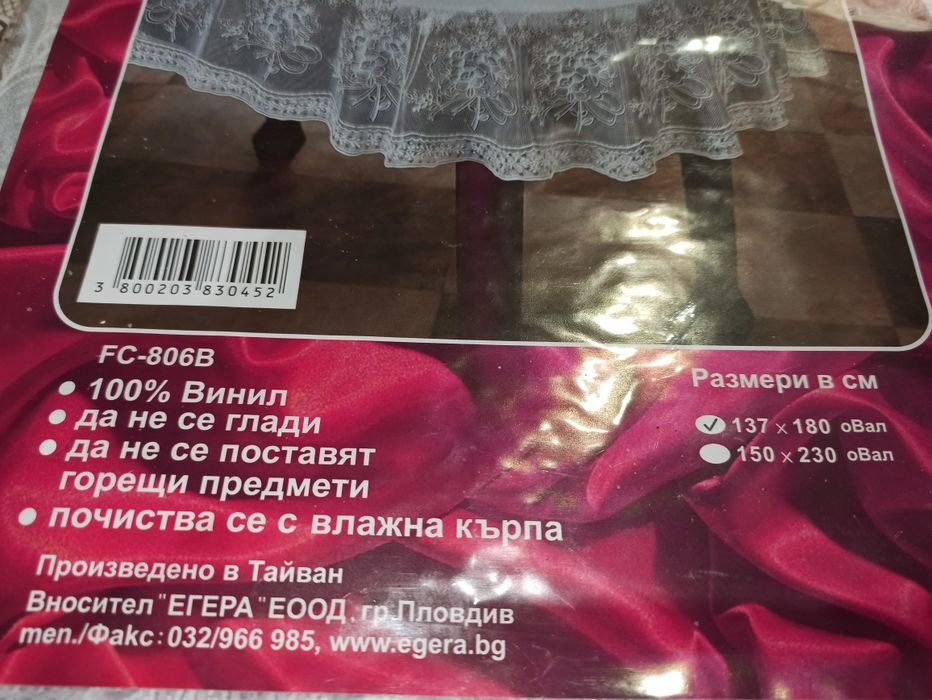 3 800203 830452
FC-806B
• 100% Винил
• да не се глади
• да не се поставят
горещи предмети
• почиства се с влажна кърпа
Произведено в Тайван
Вносител "ЕГЕРА" ЕООД, гр.Пловдив
тел./Факс: 032/966 985, www.egera.bg
Размери в см
✓ 137 x 180 оВал
150 x 230 оВал